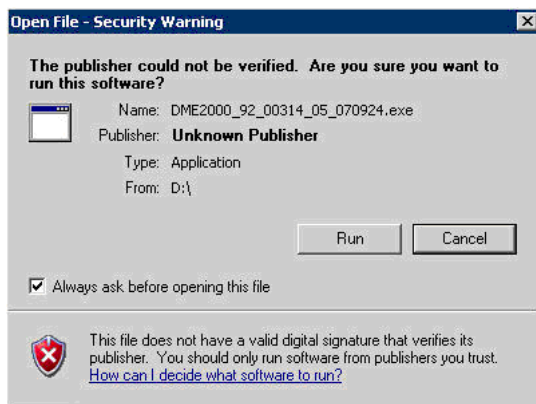 Open File - Security Warning
The publisher could not be verified. Are you sure you want to
run this software?
Name: DME2000_92_00314_05_070924.exe
Publisher: Unknown Publisher
Type: Application
From: D:\
Run Cancel
Always ask before opening this file
This file does not have a valid digital signature that verifies its
publisher. You should only run software from publishers you trust.
How can I decide what software to run?